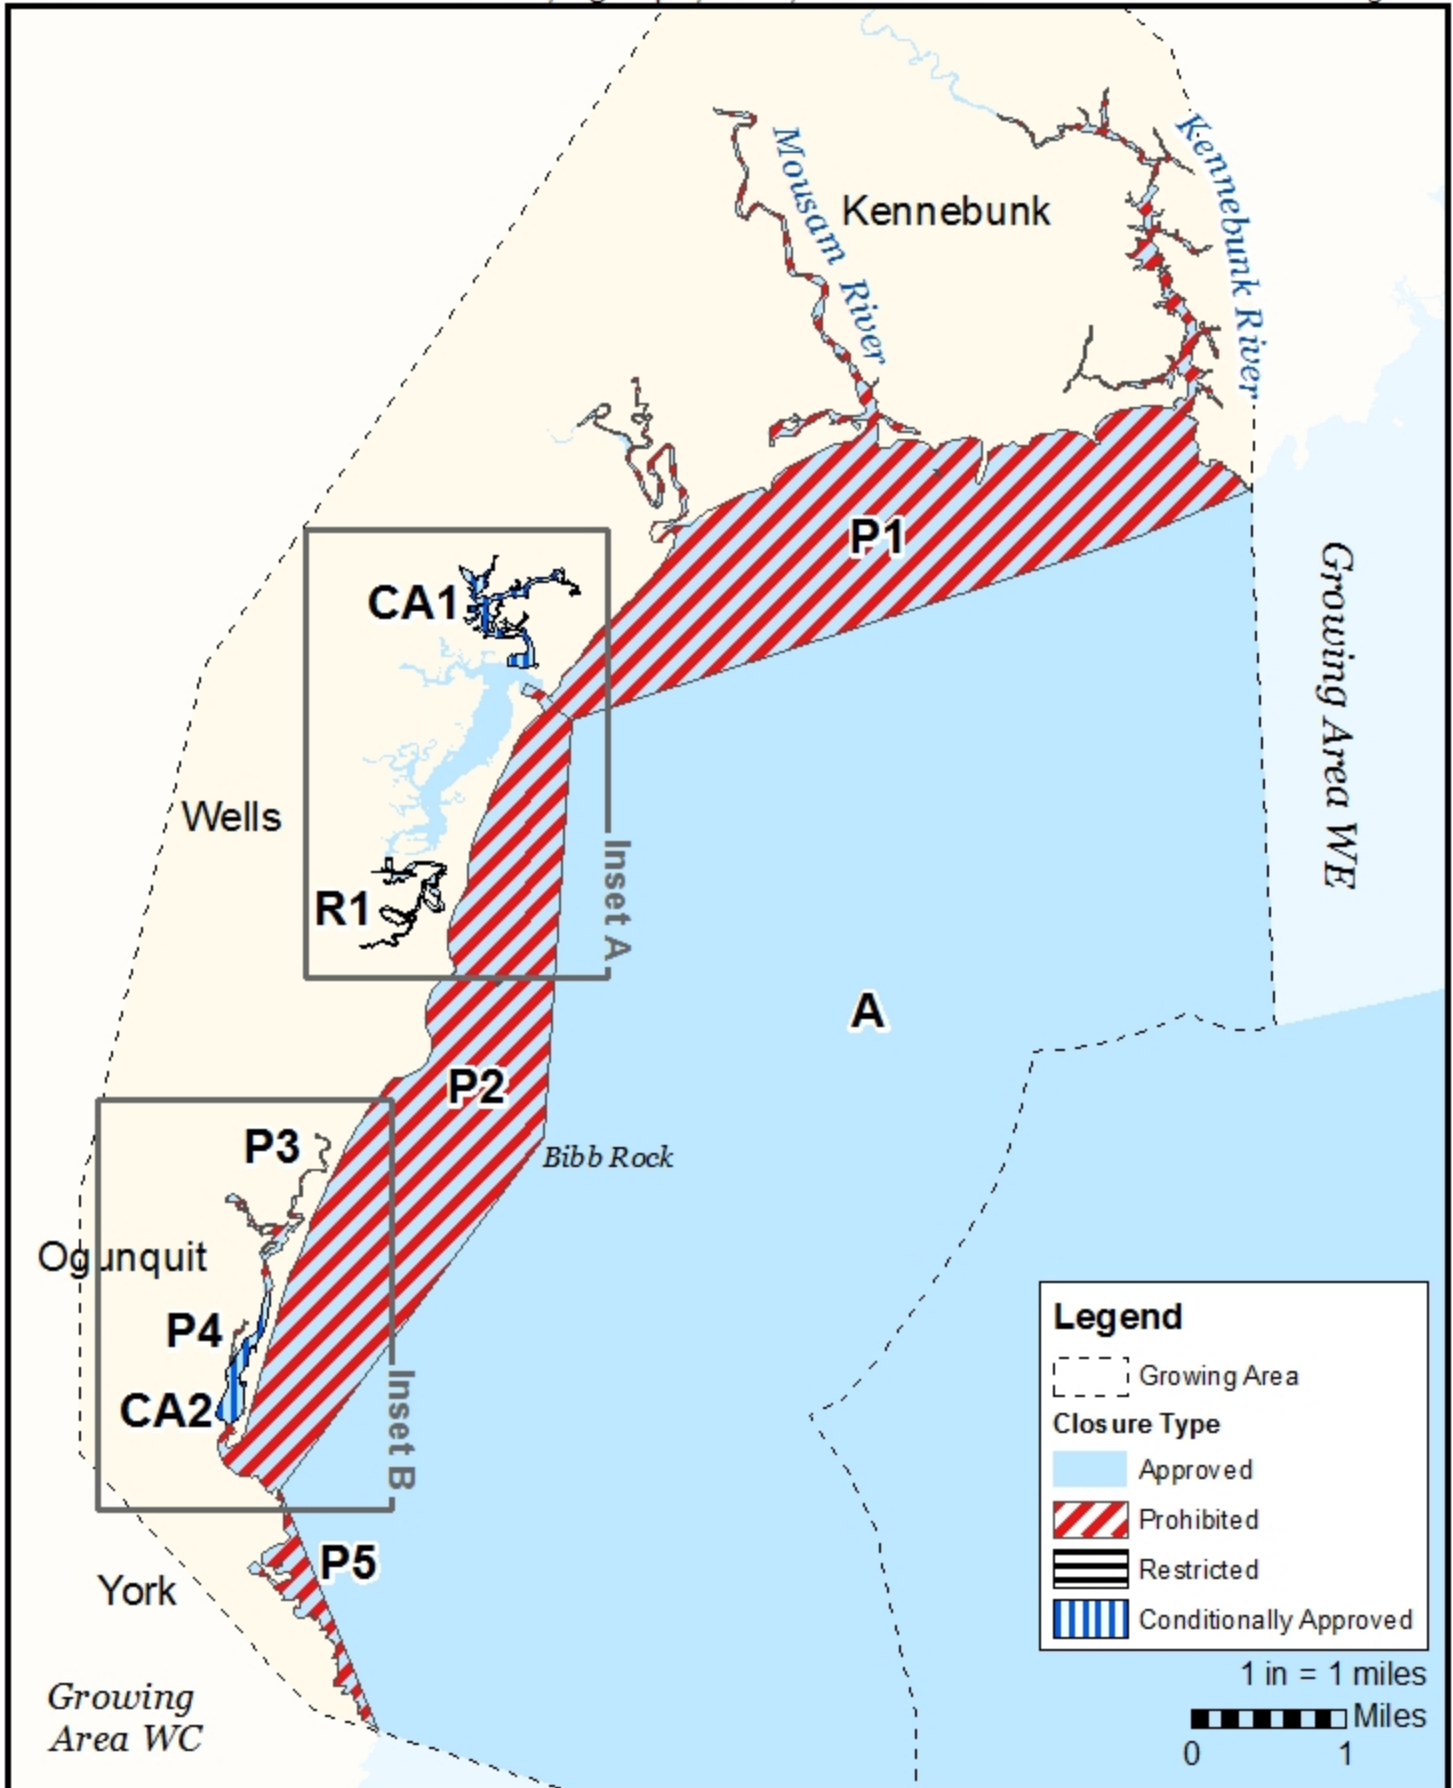 Mousam River
Kennebunk
Kennebunk River
P1
CA1
Growing Area WE
Wells
Inset A
R1
A
P2
P3
Bibb Rock
Ogunquit
P4
CA2
Inset B
P5
York
Growing
Area WC
Legend
Growing Area
Closure Type
Approved
Prohibited
Restricted
Conditionally Approved
1 in = 1 miles
Miles
0 1